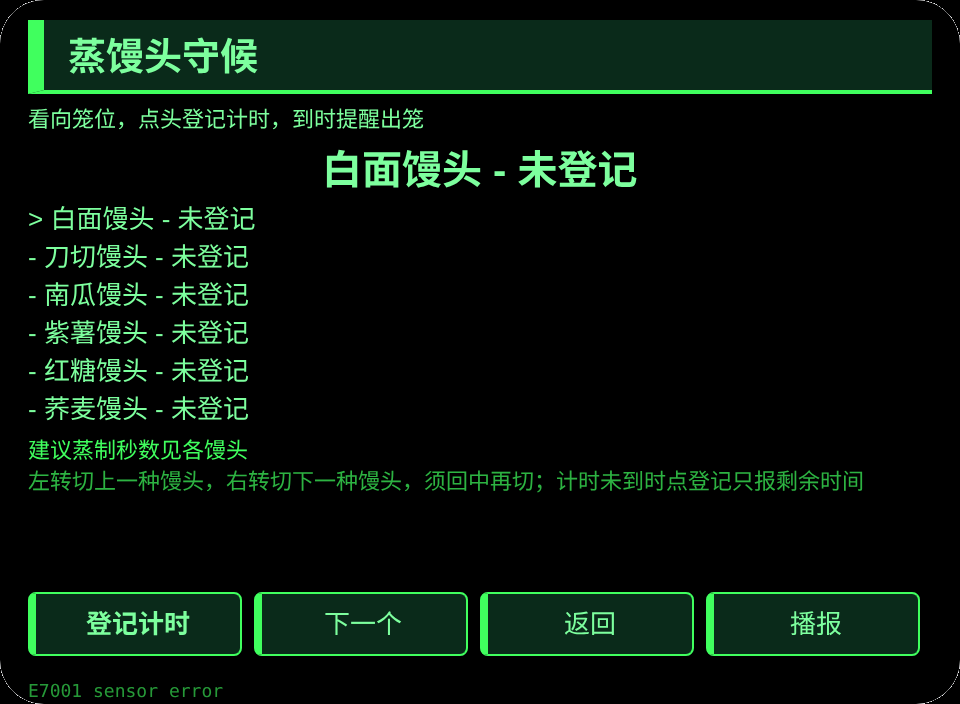 蒸馒头守候
看向笼位，点头登记计时，到时提醒出笼
白面馒头 - 未登记
> 白面馒头 - 未登记
- 刀切馒头 - 未登记
- 南瓜馒头 - 未登记
- 紫薯馒头 - 未登记
- 红糖馒头 - 未登记
- 荞麦馒头 - 未登记
建议蒸制秒数见各馒头
左转切上一种馒头，右转切下一种馒头，须回中再切；计时未到时点登记只报剩余时间
登记计时
下一个
返回
播报
E7001 sensor error